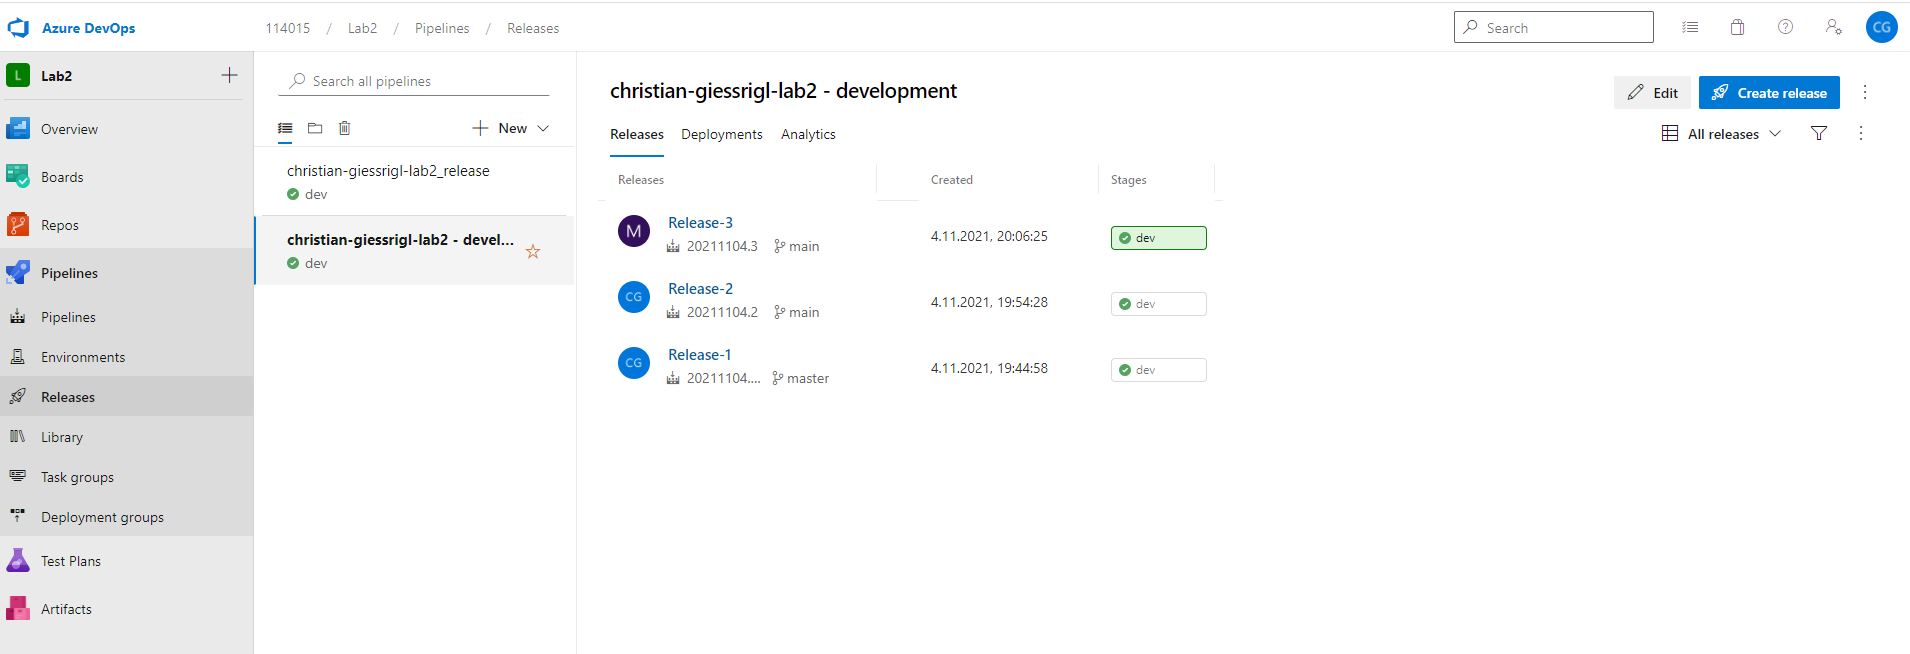 Azure DevOps
114015 / Lab2 / Pipelines / Releases
Search
CG
L Lab2
Overview
Boards
Repos
Pipelines
Pipelines
Environments
Releases
Library
Task groups
Deployment groups
Test Plans
Artifacts
Search all pipelines
New
christian-giessrigl-lab2_release
dev
christian-giessrigl-lab2 - devel...
dev
christian-giessrigl-lab2 - development
Edit
Create release
Releases Deployments Analytics
All releases
Releases Created Stages
M Release-3
20211104.3 main
4.11.2021, 20:06:25
dev
CG Release-2
20211104.2 main
4.11.2021, 19:54:28
dev
CG Release-1
20211104.... master
4.11.2021, 19:44:58
dev